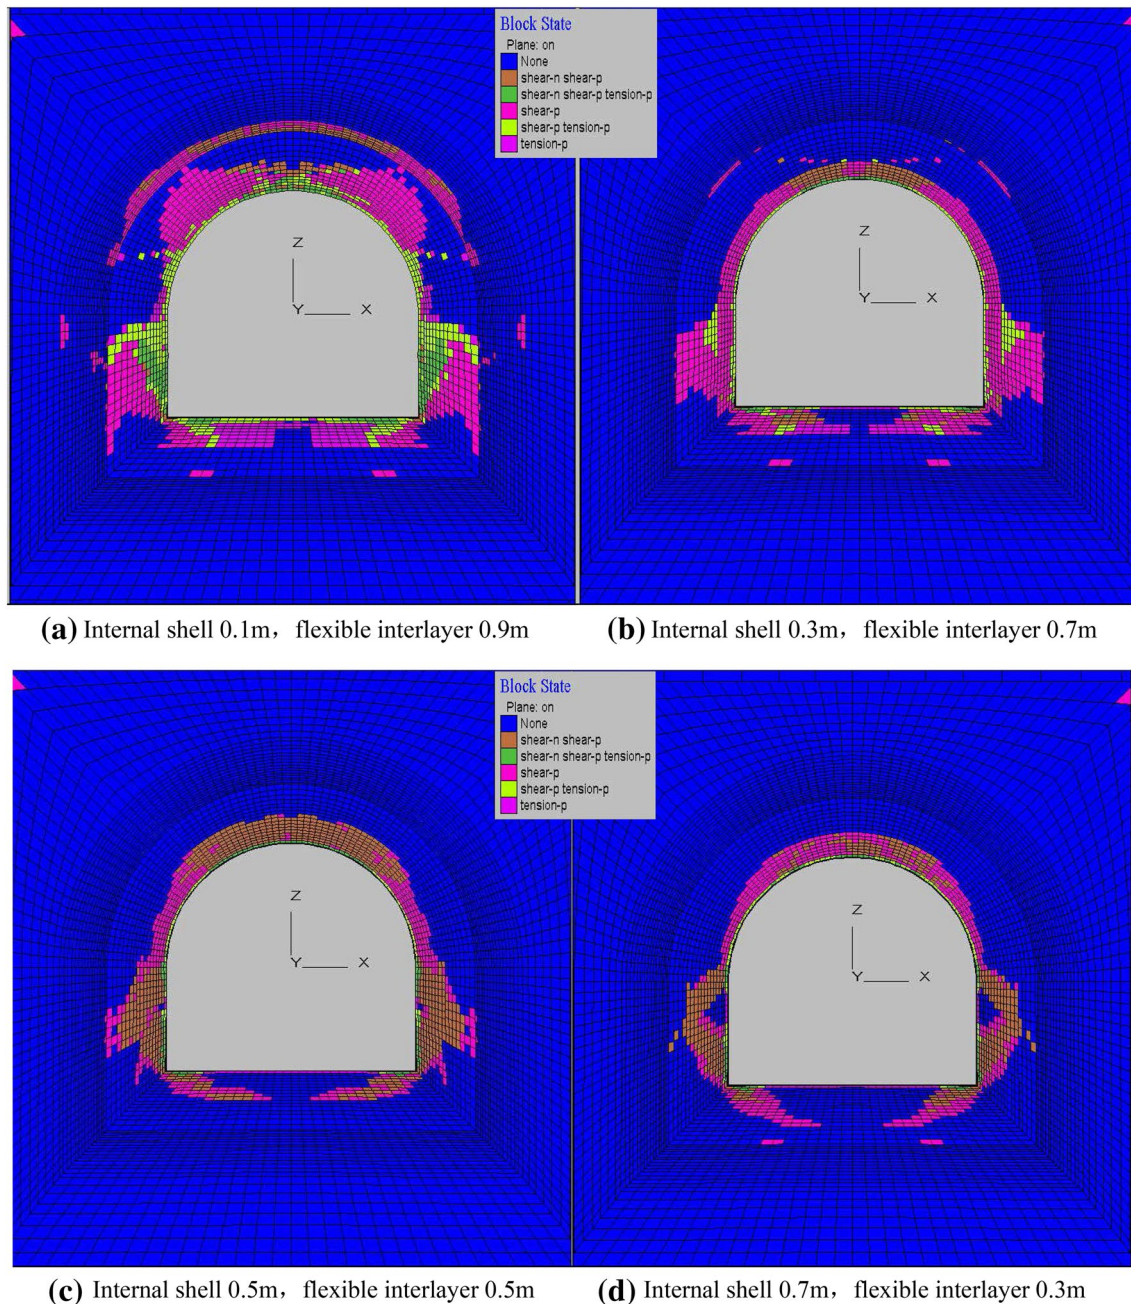 Block State
Plane: on
None
shear-n shear-p
shear-n shear-p tension-p
shear-p
shear-p tension-p
tension-p
Z
Y X
Z
Y X
(a) Internal shell 0.1m, flexible interlayer 0.9m
(b) Internal shell 0.3m, flexible interlayer 0.7m
Block State
Plane: on
None
shear-n shear-p
shear-n shear-p tension-p
shear-p
shear-p tension-p
tension-p
Z
Y X
Z
Y X
(c) Internal shell 0.5m, flexible interlayer 0.5m
(d) Internal shell 0.7m, flexible interlayer 0.3m